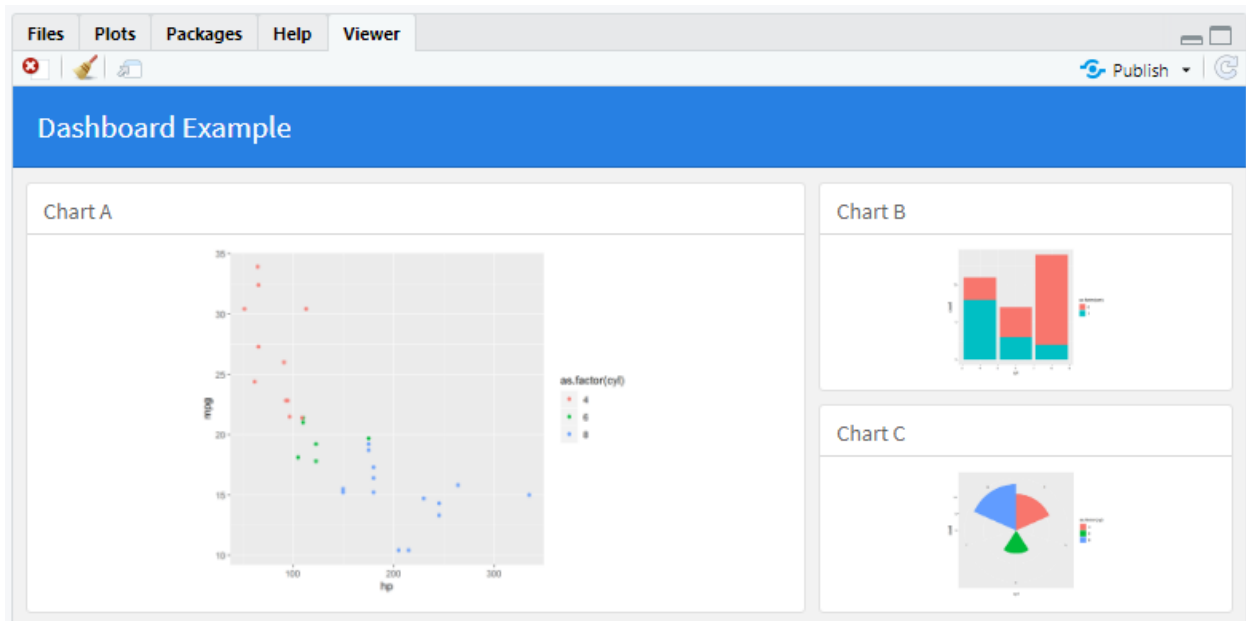 Files Plots Packages Help Viewer
Publish
Dashboard Example
Chart A
35
30
25
20
15
10
mpg
100 200 300
hp
as.factor(cyl)
4
6
8
Chart B
Chart C